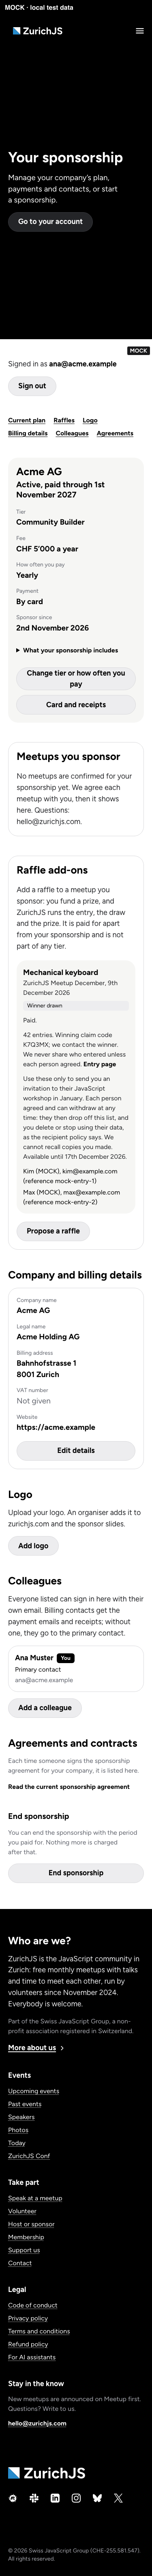 MOCK · local test data
ZurichJS
Your sponsorship
Manage your company's plan,
payments and contacts, or start
a sponsorship.
Go to your account
MOCK
Signed in as ana@acme.example
Sign out
Current plan Raffles Logo
Billing details Colleagues Agreements
Acme AG
Active, paid through 1st
November 2027
Tier
Community Builder
Fee
CHF 5'000 a year
How often you pay
Yearly
Payment
By card
Sponsor since
2nd November 2026
What your sponsorship includes
Change tier or how often you
pay
Card and receipts
Meetups you sponsor
No meetups are confirmed for your
sponsorship yet. We agree each
meetup with you, then it shows
here. Questions:
hello@zurichjs.com.
Raffle add-ons
Add a raffle to a meetup you
sponsor: you fund a prize, and
ZurichJS runs the entry, the draw
and the prize. It is paid for apart
from your sponsorship and is not
part of any tier.
Mechanical keyboard
ZurichJS Meetup December, 9th
December 2026
Winner drawn
Paid.
42 entries. Winning claim code
K7Q3MX; we contact the winner.
We never share who entered unless
each person agreed. Entry page
Use these only to send you an
invitation to their JavaScript
workshop in January. Each person
agreed and can withdraw at any
time: they then drop off this list, and
you delete or stop using their data,
as the recipient policy says. We
cannot recall copies you made.
Available until 17th December 2026.
Kim (MOCK), kim@example.com
(reference mock-entry-1)
Max (MOCK), max@example.com
(reference mock-entry-2)
Propose a raffle
Company and billing details
Company name
Acme AG
Legal name
Acme Holding AG
Billing address
Bahnhofstrasse 1
8001 Zurich
VAT number
Not given
Website
https://acme.example
Edit details
Logo
Upload your logo. An organiser adds it to
zurichjs.com and the sponsor slides.
Add logo
Colleagues
Everyone listed can sign in here with their
own email. Billing contacts get the
payment emails and receipts; without
one, they go to the primary contact.
Ana Muster You
Primary contact
ana@acme.example
Add a colleague
Agreements and contracts
Each time someone signs the sponsorship
agreement for your company, it is listed here.
Read the current sponsorship agreement
End sponsorship
You can end the sponsorship with the period
you paid for. Nothing more is charged
after that.
End sponsorship
Who are we?
ZurichJS is the JavaScript community in
Zurich: free monthly meetups with talks
and time to meet each other, run by
volunteers since November 2024.
Everybody is welcome.
Part of the Swiss JavaScript Group, a non-
profit association registered in Switzerland.
More about us
Events
Upcoming events
Past events
Speakers
Photos
Today
ZurichJS Conf
Take part
Speak at a meetup
Volunteer
Host or sponsor
Membership
Support us
Contact
Legal
Code of conduct
Privacy policy
Terms and conditions
Refund policy
For AI assistants
Stay in the know
New meetups are announced on Meetup first.
Questions? Write to us.
hello@zurichjs.com
ZurichJS
© 2026 Swiss JavaScript Group (CHE-255.581.547).
All rights reserved.